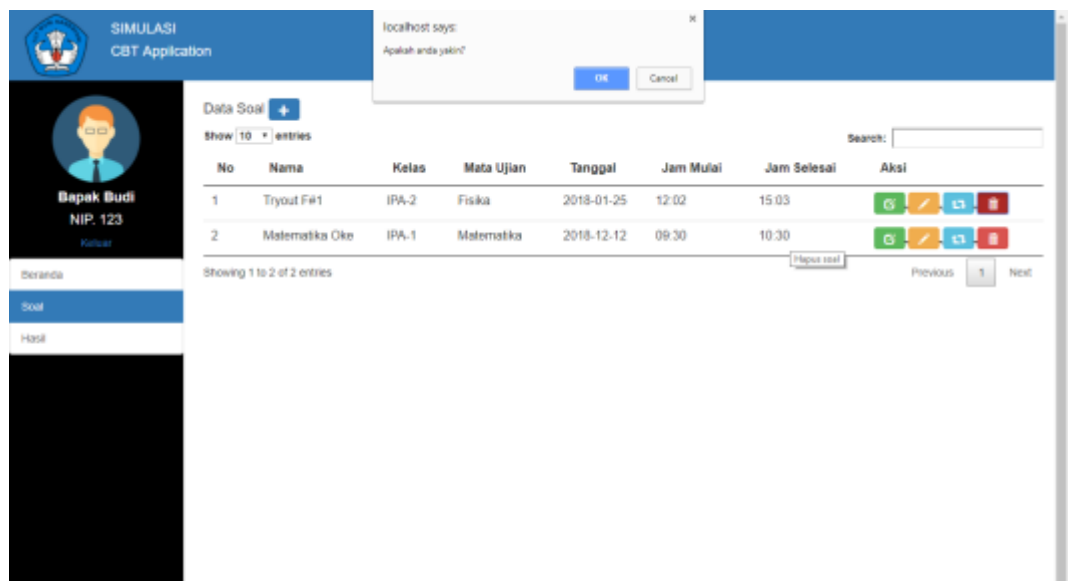 SIMULASI
CBT Application
localhost says:
Apakah anda yakin?
OK
Cancel
Bapak Budi
NIP. 123
Keluar
Beranda
Soal
Hasil
Data Soal
Show 10 entries
Search:
No Nama Kelas Mata Ujian Tanggal Jam Mulai Jam Selesai Aksi
1 Tryout F#1 IPA-2 Fisika 2018-01-25 12:02 15:03
2 Matematika Oke IPA-1 Matematika 2018-12-12 09:30 10:30
Hapus soal
Showing 1 to 2 of 2 entries
Previous 1 Next